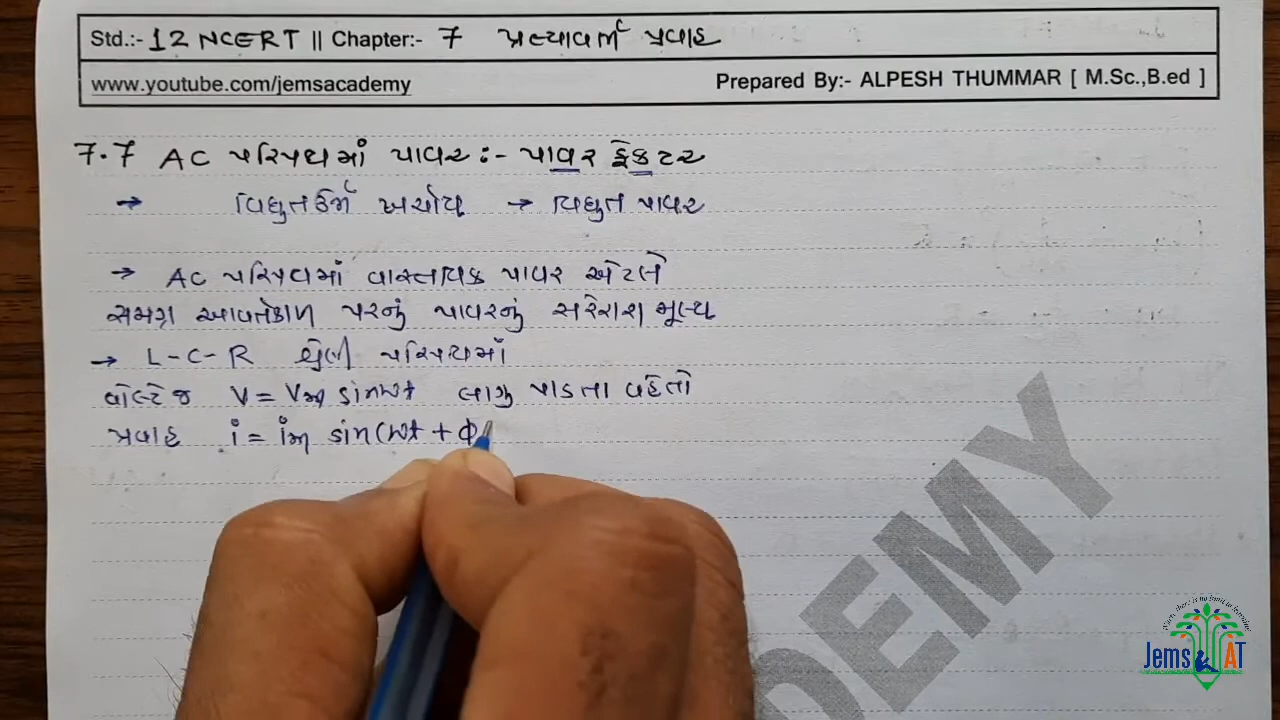 Std.:- 12 NCERT || Chapter:- 7 પ્રત્યાવર્તી પ્રવાહ
www.youtube.com/jemsacademy Prepared By:- ALPESH THUMMAR [ M.Sc.,B.ed ]
7.7 AC પરિપથમાં પાવર :- પાવર ફેક્ટર
→ વિદ્યુતઊર્જા → વિદ્યુત પાવર
→ AC પરિપથમાં વાસ્તવિક પાવર એટલે
સમગ્ર આવર્તકાળ પરનું પાવરનું સરેરાશ મૂલ્ય
→ L-C-R શ્રેણી પરિપથમાં
વોલ્ટેજ V = Vm sinωt લાગુ પાડતા વહેતો
પ્રવાહ i = im sin(ωt + Φ
DEMY
Jems AT